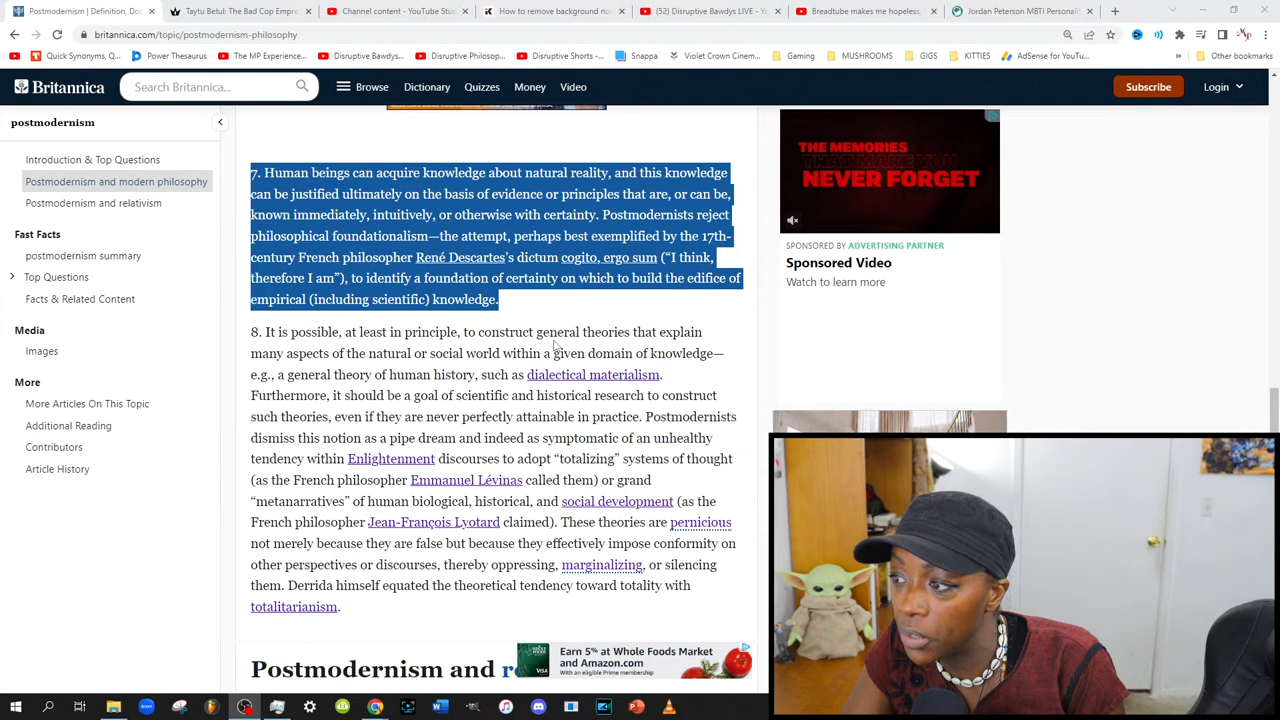 Postmodernism | Definition, Doc
Taytu Betul: The Bad Cop Empre
Channel content - YouTube Stu
How to remove background noi
(52) Disruptive Bawdys LIVE - Yo
Breadtube makes me hopeless,
Jordan Peterson MBTI Personali
britannica.com/topic/postmodernism-philosophy
Quick Synonyms, Q...
Power Thesaurus
The MP Experience...
Disruptive Bawdys...
Disruptive Philosop...
Disruptive Shorts -...
Snappa
Violet Crown Cinem...
Gaming
MUSHROOMS
GIGS
KITTIES
AdSense for YouTu...
Other bookmarks
Britannica
Search Britannica...
Browse
Dictionary
Quizzes
Money
Video
Subscribe
Login
postmodernism
Introduction & Top Questions
Postmodernism and modern philosophy
Postmodernism and relativism
Fast Facts
postmodernism summary
Top Questions
Facts & Related Content
Media
Images
More
More Articles On This Topic
Additional Reading
Contributors
Article History
7. Human beings can acquire knowledge about natural reality, and this knowledge
can be justified ultimately on the basis of evidence or principles that are, or can be,
known immediately, intuitively, or otherwise with certainty. Postmodernists reject
philosophical foundationalism—the attempt, perhaps best exemplified by the 17th-
century French philosopher René Descartes’s dictum cogito, ergo sum (“I think,
therefore I am”), to identify a foundation of certainty on which to build the edifice of
empirical (including scientific) knowledge.
8. It is possible, at least in principle, to construct general theories that explain
many aspects of the natural or social world within a given domain of knowledge—
e.g., a general theory of human history, such as dialectical materialism.
Furthermore, it should be a goal of scientific and historical research to construct
such theories, even if they are never perfectly attainable in practice. Postmodernists
dismiss this notion as a pipe dream and indeed as symptomatic of an unhealthy
tendency within Enlightenment discourses to adopt “totalizing” systems of thought
(as the French philosopher Emmanuel Lévinas called them) or grand
“metanarratives” of human biological, historical, and social development (as the
French philosopher Jean-François Lyotard claimed). These theories are pernicious
not merely because they are false but because they effectively impose conformity on
other perspectives or discourses, thereby oppressing, marginalizing, or silencing
them. Derrida himself equated the theoretical tendency toward totality with
totalitarianism.
Postmodernism and re
Earn 5% at Whole Foods Market
and Amazon.com
With an eligible Prime membership
VISA
THE MEMORIES
THAT MAKE YOU
NEVER FORGET
SPONSORED BY ADVERTISING PARTNER
Sponsored Video
Watch to learn more